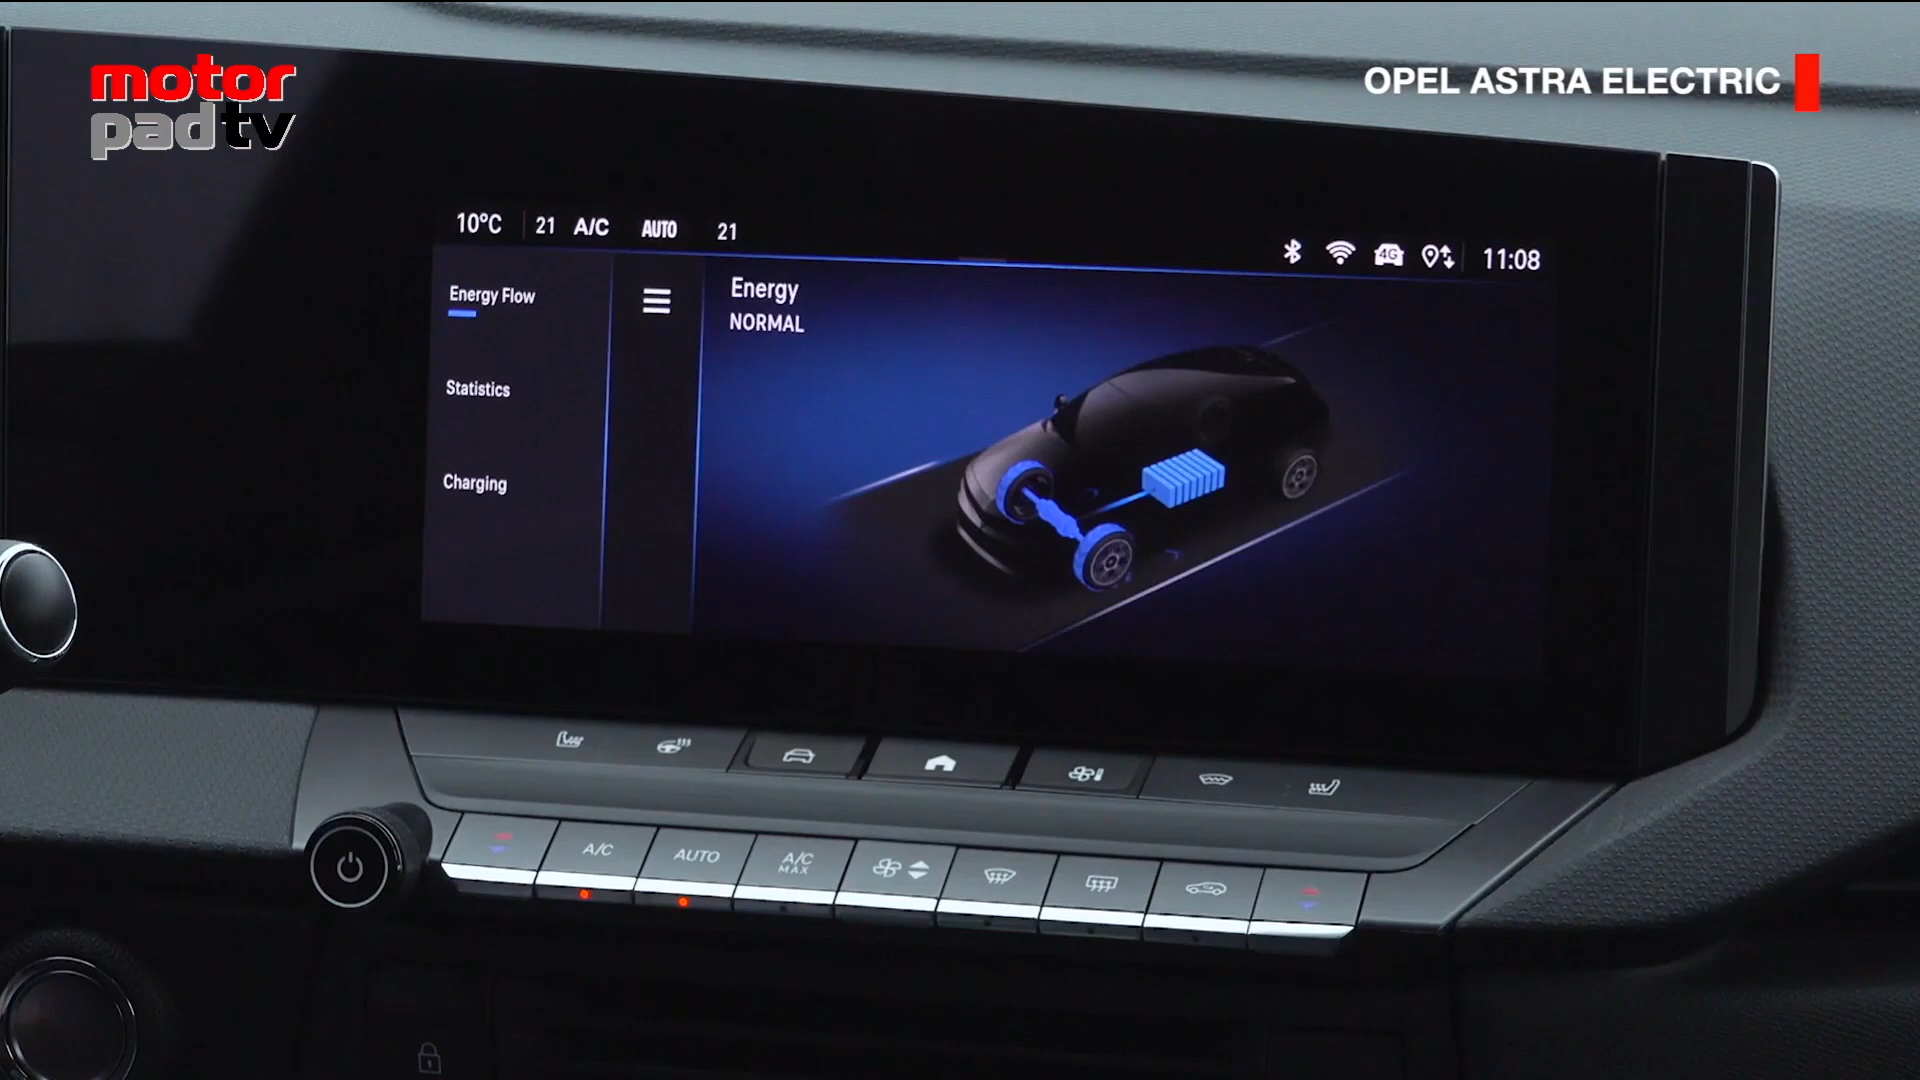 motor
padtv
OPEL ASTRA ELECTRIC
10°C 21 A/C AUTO 21
4G 11:08
Energy Flow
Statistics
Charging
Energy
NORMAL
A/C
AUTO
A/C
MAX